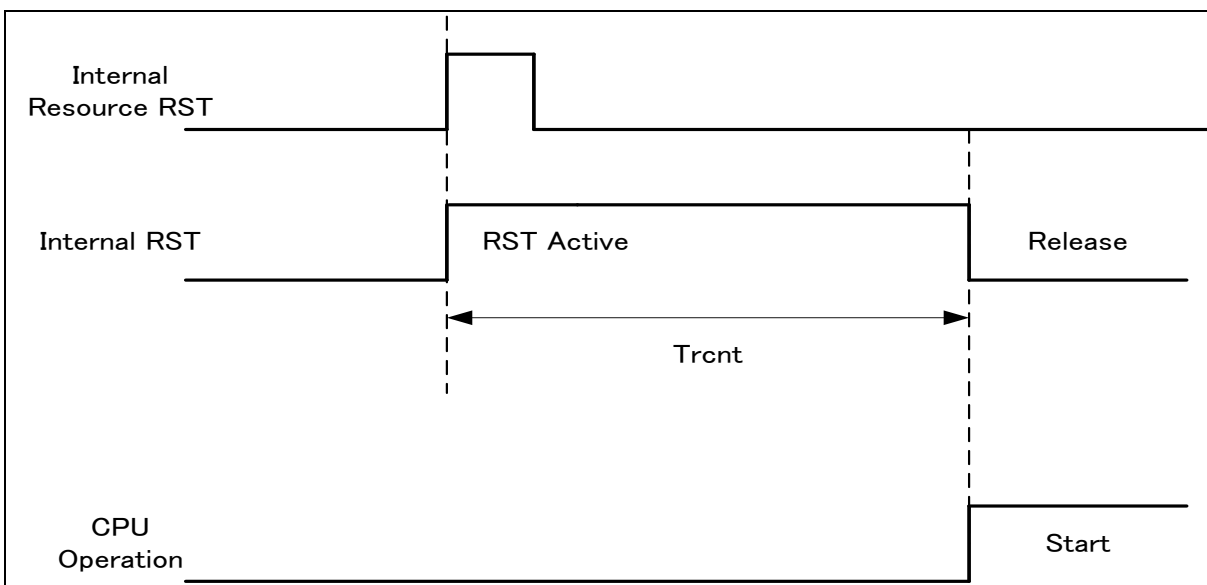 Internal
Resource RST
Internal RST
RST Active
Release
Trcnt
CPU
Operation
Start